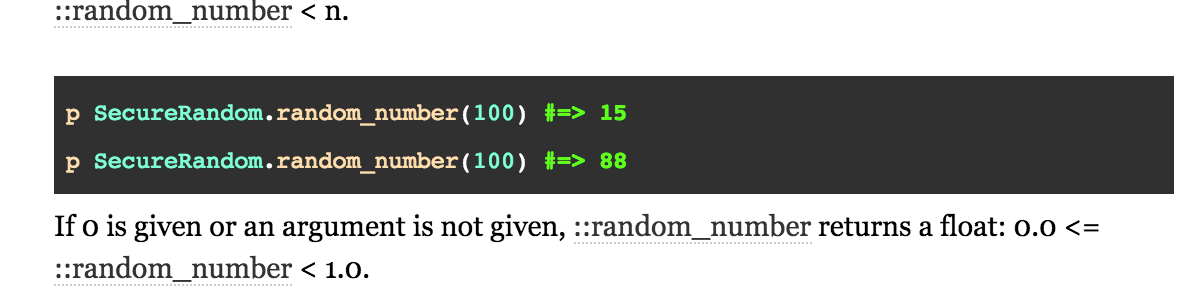 ::random_number < n.
p SecureRandom.random_number(100) #=> 15
p SecureRandom.random_number(100) #=> 88
If 0 is given or an argument is not given, ::random_number returns a float: 0.0 <=
::random_number < 1.0.